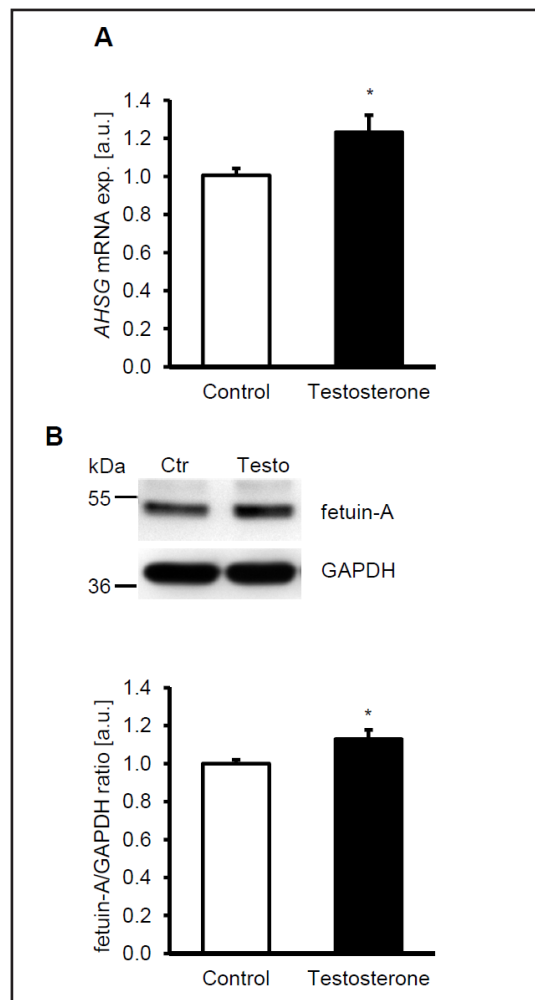 A
*
AHSG mRNA exp. [a.u.]
1.4
1.2
1.0
0.8
0.6
0.4
0.2
0.0
Control Testosterone
B
kDa Ctr Testo
55
fetuin-A
GAPDH
36
fetuin-A/GAPDH ratio [a.u.]
1.4
1.2
1.0
0.8
0.6
0.4
0.2
0.0
*
Control Testosterone